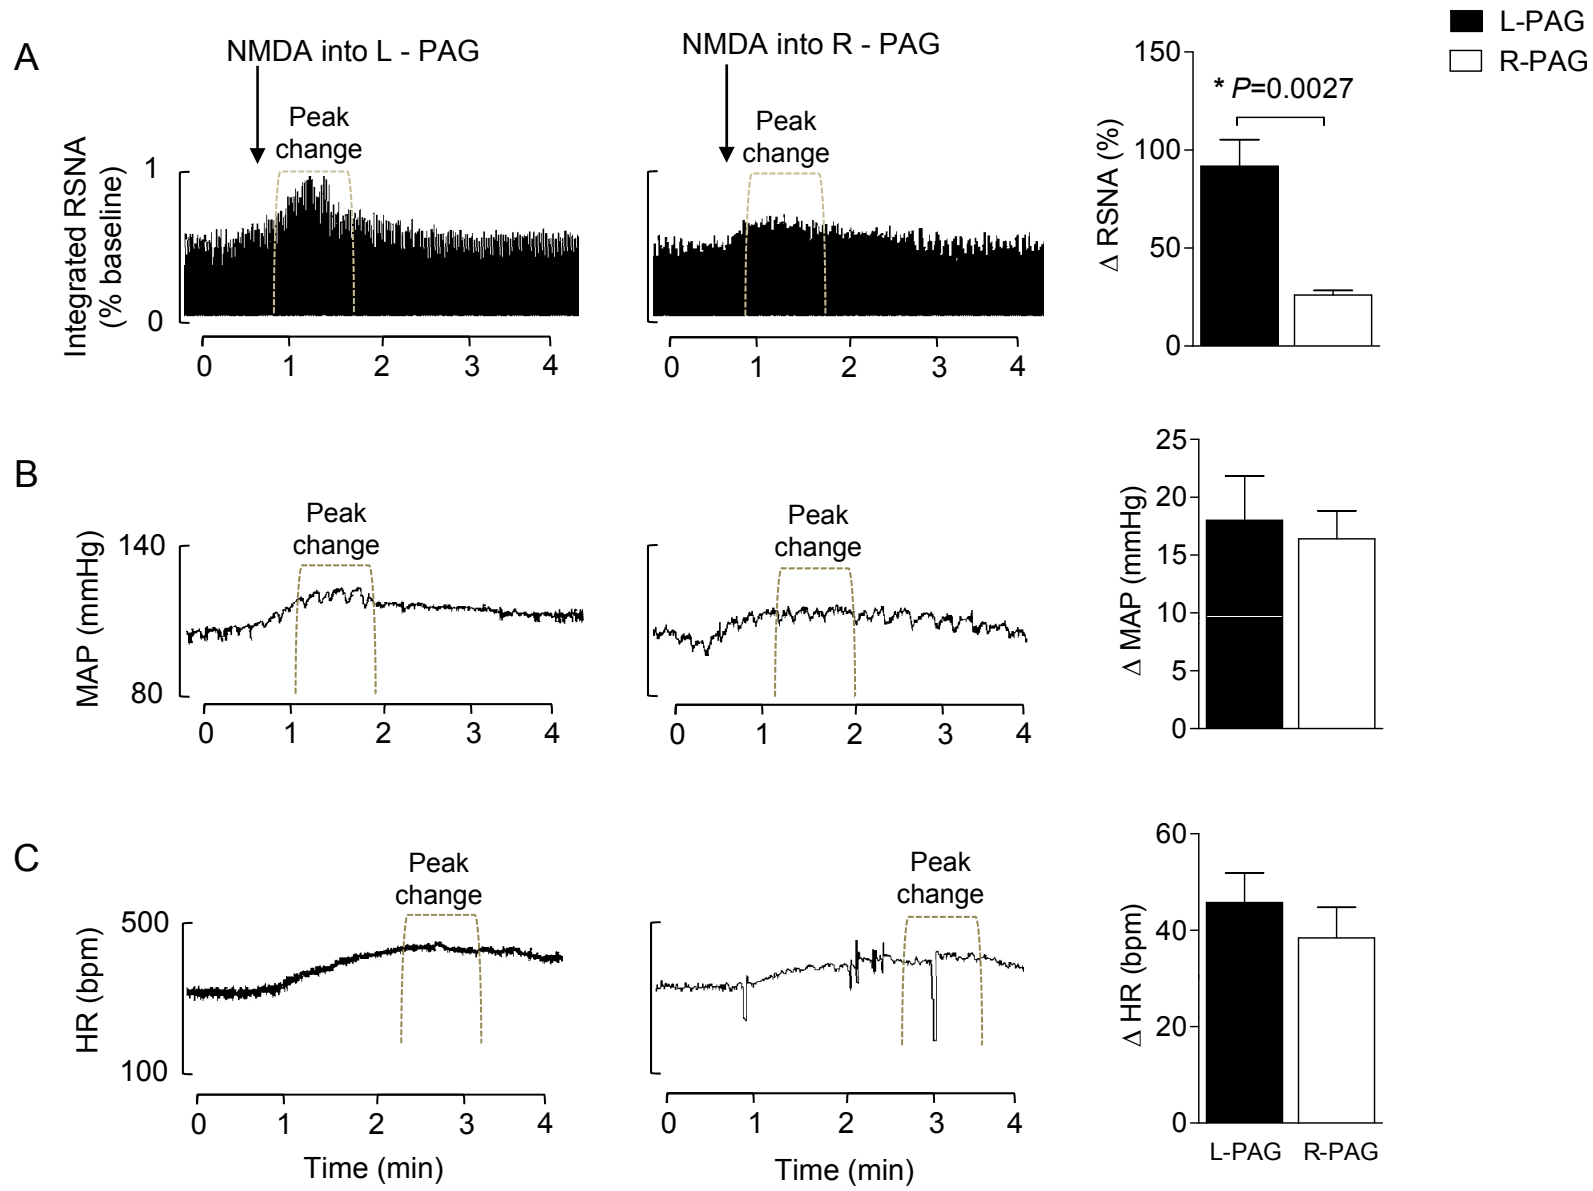 L-PAG
R-PAG
A
NMDA into L - PAG
NMDA into R - PAG
Peak
change
Peak
change
Integrated RSNA
(% baseline)
1
0
0 1 2 3 4
0 1 2 3 4
Δ RSNA (%)
150
100
50
0
* P=0.0027
B
MAP (mmHg)
140
80
Peak
change
Peak
change
0 1 2 3 4
0 1 2 3 4
Δ MAP (mmHg)
25
20
15
10
5
0
C
HR (bpm)
500
100
Peak
change
Peak
change
0 1 2 3 4
0 1 2 3 4
Time (min)
Time (min)
Δ HR (bpm)
60
40
20
0
L-PAG R-PAG